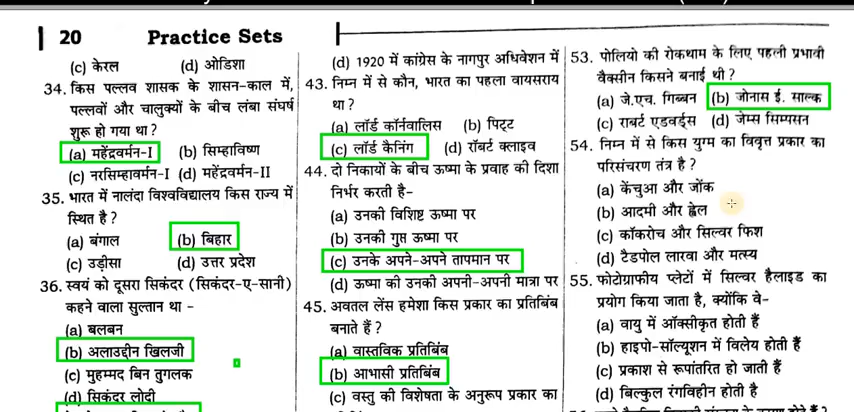 20 Practice Sets
(c) केरल (d) ओडिशा
34. किस पल्लव शासक के शासन-काल में,
पल्लवों और चालुक्यों के बीच लंबा संघर्ष
शुरू हो गया था ?
(a) महेंद्रवर्मन-I (b) सिम्हाविष्ण
(c) नरसिम्हावर्मन-I (d) महेंद्रवर्मन-II
35. भारत में नालंदा विश्वविद्यालय किस राज्य में
स्थित है ?
(a) बंगाल (b) बिहार
(c) उड़ीसा (d) उत्तर प्रदेश
36. स्वयं को दूसरा सिकंदर (सिकंदर-ए-सानी)
कहने वाला सुल्तान था -
(a) बलबन
(b) अलाउद्दीन खिलजी
(c) मुहम्मद बिन तुगलक
(d) सिकंदर लोदी
(d) 1920 में कांग्रेस के नागपुर अधिवेशन में
43. निम्न में से कौन, भारत का पहला वायसराय
था ?
(a) लॉर्ड कॉर्नवालिस (b) पिट्ट
(c) लॉर्ड कैनिंग (d) रॉबर्ट क्लाइव
44. दो निकायों के बीच ऊष्मा के प्रवाह की दिशा
निर्भर करती है-
(a) उनकी विशिष्ट ऊष्मा पर
(b) उनकी गुप्त ऊष्मा पर
(c) उनके अपने-अपने तापमान पर
(d) ऊष्मा की उनकी अपनी-अपनी मात्रा पर
45. अवतल लेंस हमेशा किस प्रकार का प्रतिबिंब
बनाते हैं ?
(a) वास्तविक प्रतिबिंब
(b) आभासी प्रतिबिंब
(c) वस्तु की विशेषता के अनुरूप प्रकार का
53. पोलियो की रोकथाम के लिए पहली प्रभावी
वैक्सीन किसने बनाई थी ?
(a) जे.एच. गिब्बन (b) जोनास ई. साल्क
(c) राबर्ट एडवर्ड्स (d) जेम्स सिम्पसन
54. निम्न में से किस युग्म का विवृत्त प्रकार का
परिसंचरण तंत्र है ?
(a) केंचुआ और जोंक
(b) आदमी और ह्वेल
(c) कॉकरोच और सिल्वर फिश
(d) टैडपोल लारवा और मत्स्य
55. फोटोग्राफीय प्लेटों में सिल्वर हैलाइड का
प्रयोग किया जाता है, क्योंकि वे-
(a) वायु में ऑक्सीकृत होती हैं
(b) हाइपो-सॉल्यूशन में विलेय होती हैं
(c) प्रकाश से रूपांतरित हो जाती हैं
(d) बिल्कुल रंगविहीन होती है